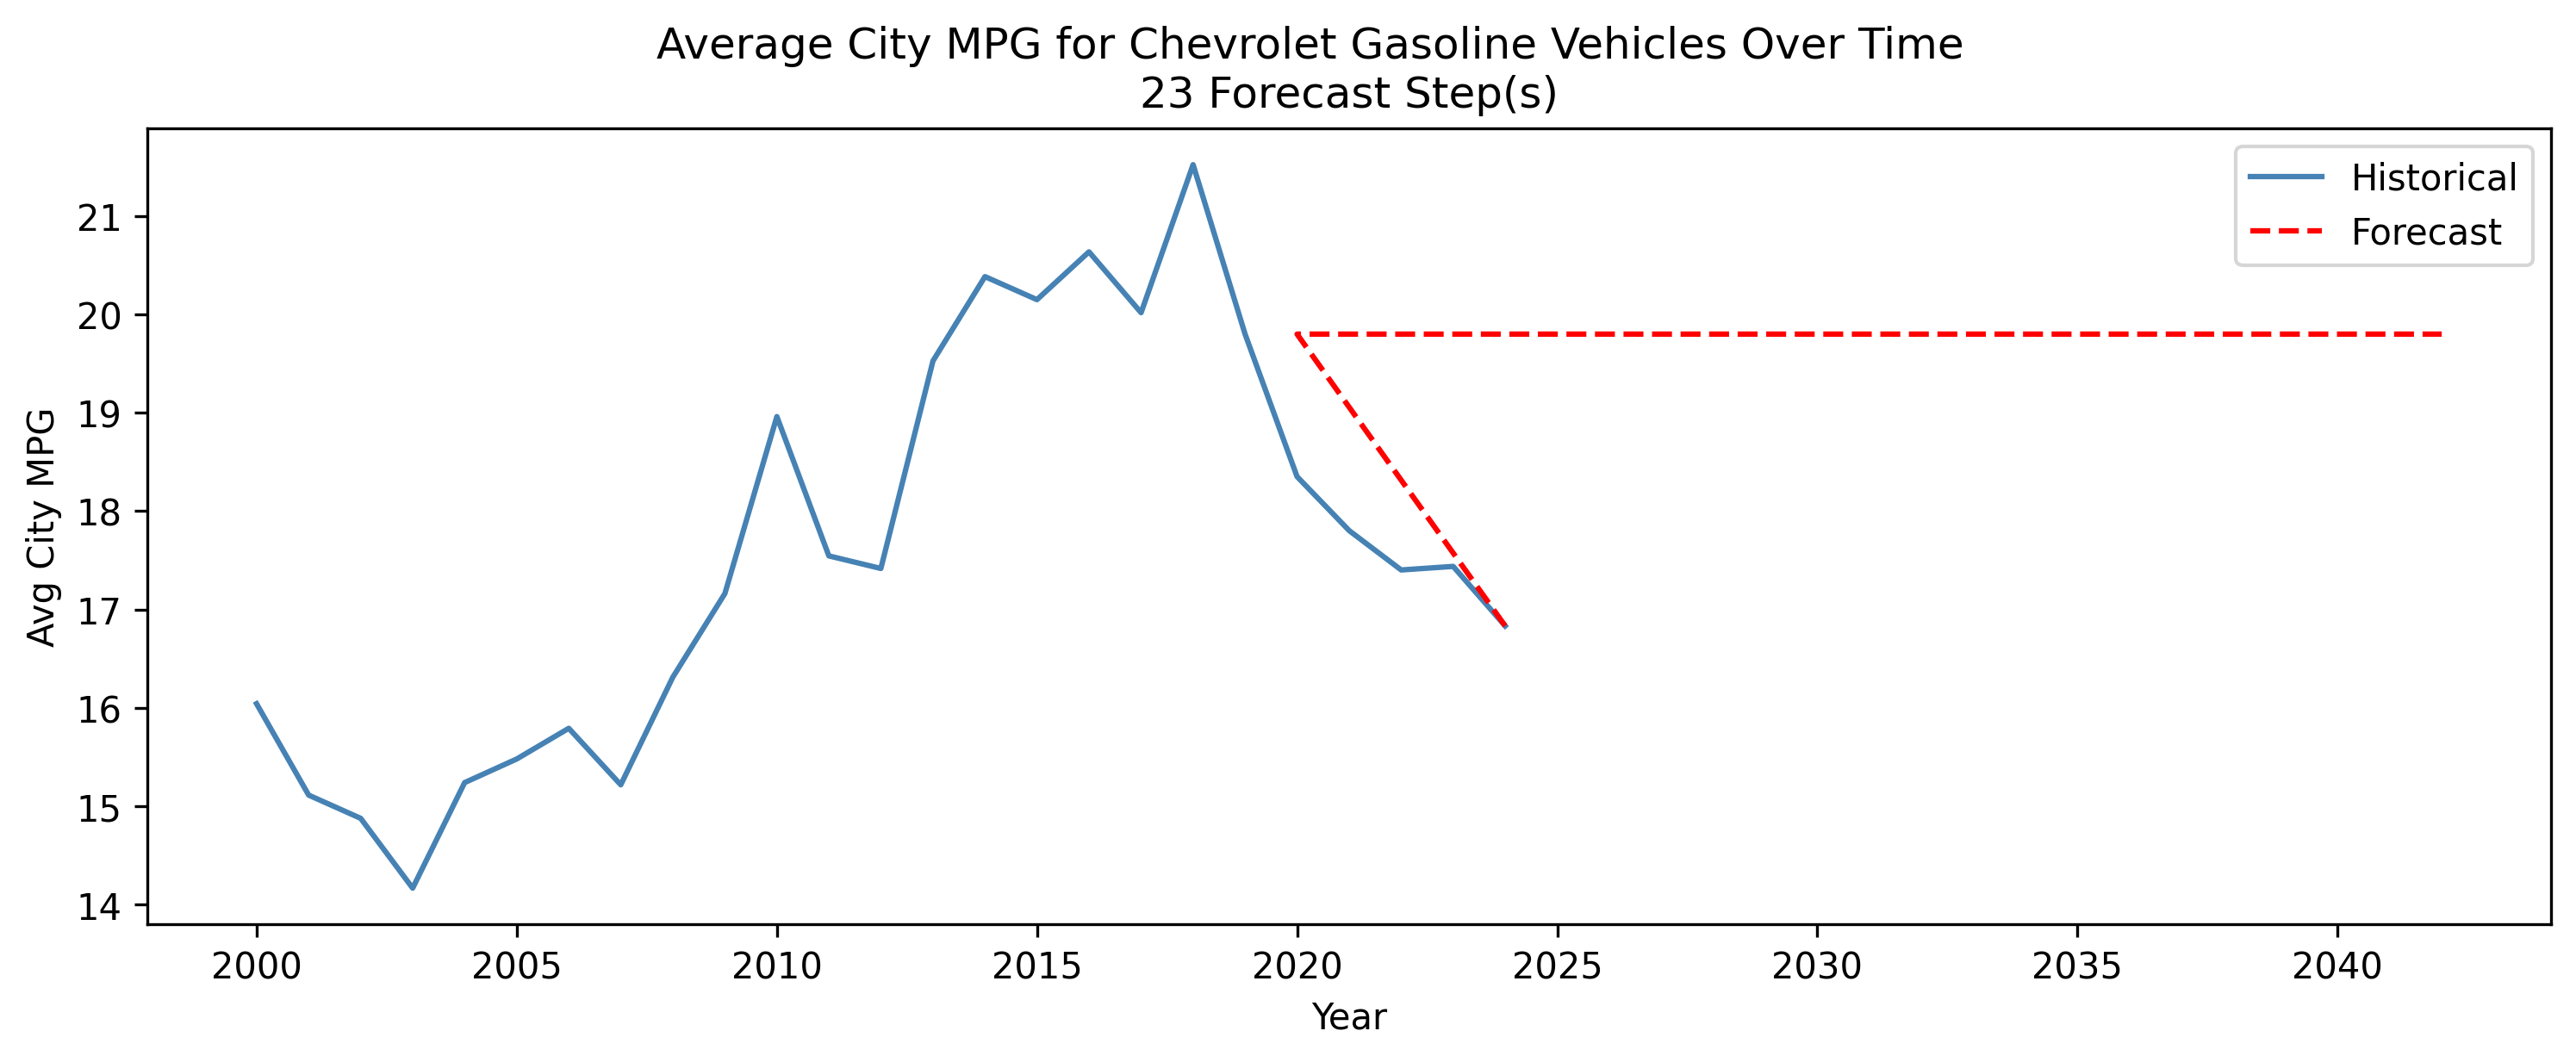 Average City MPG for Chevrolet Gasoline Vehicles Over Time
23 Forecast Step(s)
Historical
Forecast
Avg City MPG
21
20
19
18
17
16
15
14
2000 2005 2010 2015 2020 2025 2030 2035 2040
Year